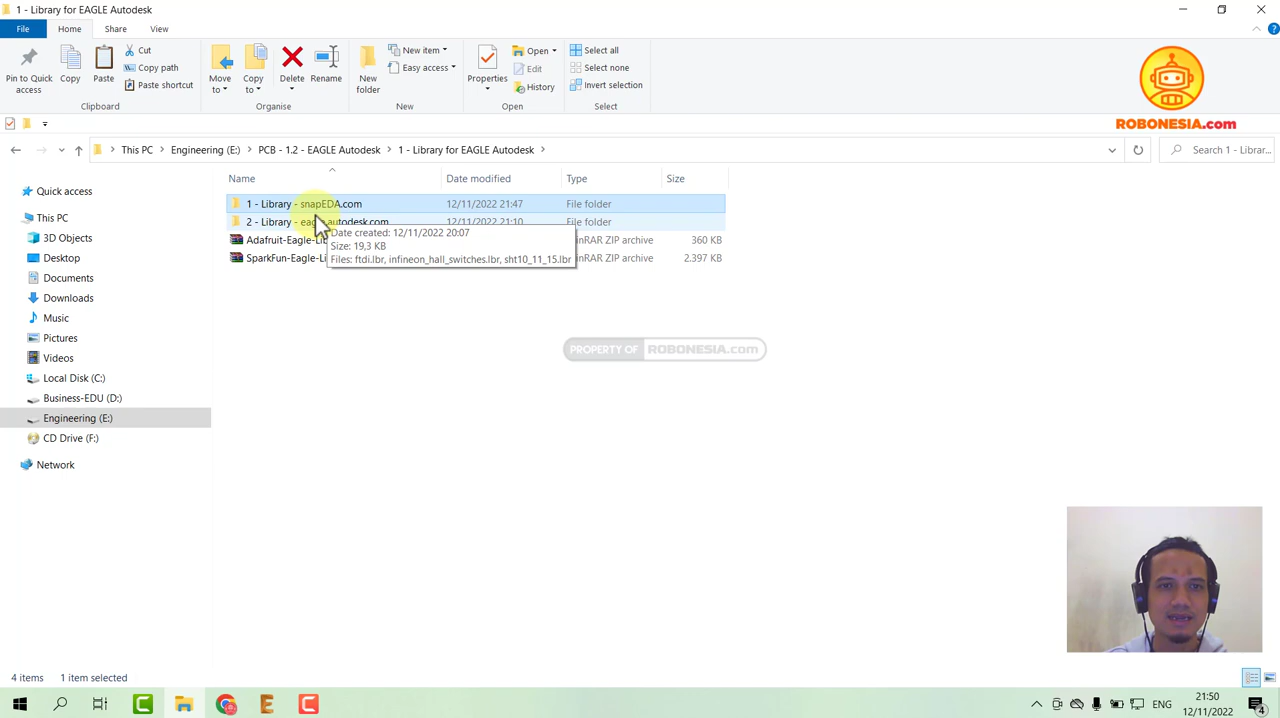 1 - Library for EAGLE Autodesk
File Home Share View
Pin to Quick access
Copy
Paste
Cut
Copy path
Paste shortcut
Clipboard
Move to
Copy to
Delete
Rename
Organise
New folder
New item
Easy access
New
Properties
Open
Edit
History
Open
Select all
Select none
Invert selection
Select
ROBONESIA.com
This PC > Engineering (E:) > PCB - 1.2 - EAGLE Autodesk > 1 - Library for EAGLE Autodesk >
Search 1 - Librar...
Name Date modified Type Size
1 - Library - snapEDA.com 12/11/2022 21:47 File folder
2 - Library - eagle.autodesk.com 12/11/2022 21:10 File folder
Adafruit-Eagle-Lib inRAR ZIP archive 360 KB
SparkFun-Eagle-Li inRAR ZIP archive 2.397 KB
Date created: 12/11/2022 20:07
Size: 19,3 KB
Files: ftdi.lbr, infineon_hall_switches.lbr, sht10_11_15.lbr
Quick access
This PC
3D Objects
Desktop
Documents
Downloads
Music
Pictures
Videos
Local Disk (C:)
Business-EDU (D:)
Engineering (E:)
CD Drive (F:)
Network
PROPERTY OF ROBONESIA.com
4 items 1 item selected
ENG
21:50
12/11/2022
4